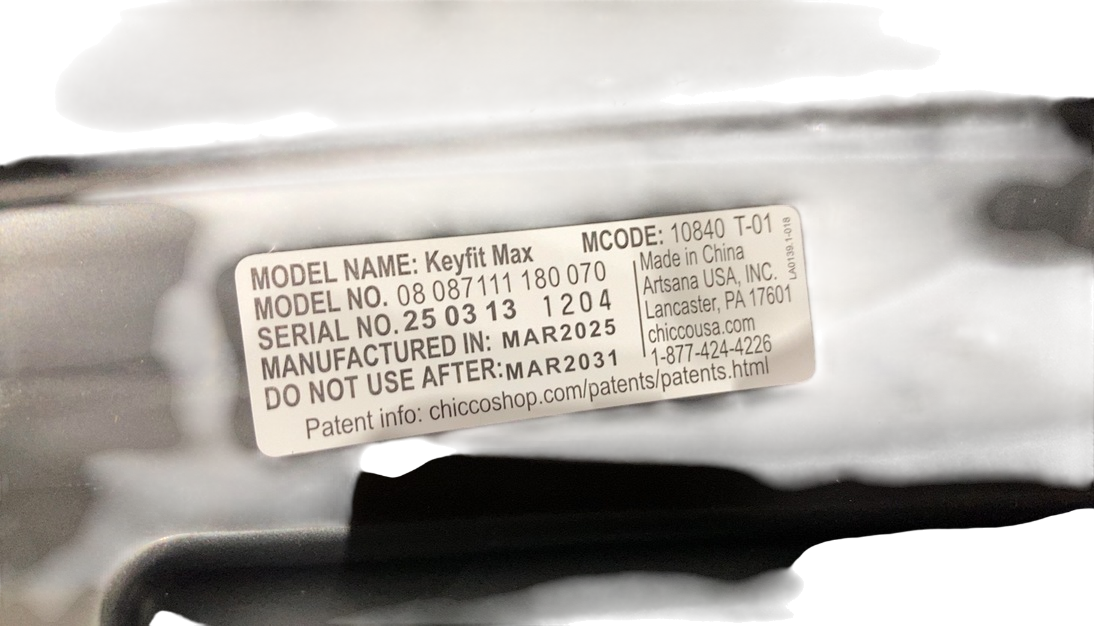 MODEL NAME: Keyfit Max
MODEL NO. 08 087111 180 070
SERIAL NO. 25 03 13 1204
MANUFACTURED IN: MAR2025
DO NOT USE AFTER: MAR2031
MCODE: 10840 T-01
Made in China
Artsana USA, INC.
Lancaster, PA 17601
chiccousa.com
1-877-424-4226
LA0139.1-018
Patent info: chiccoshop.com/patents/patents.html